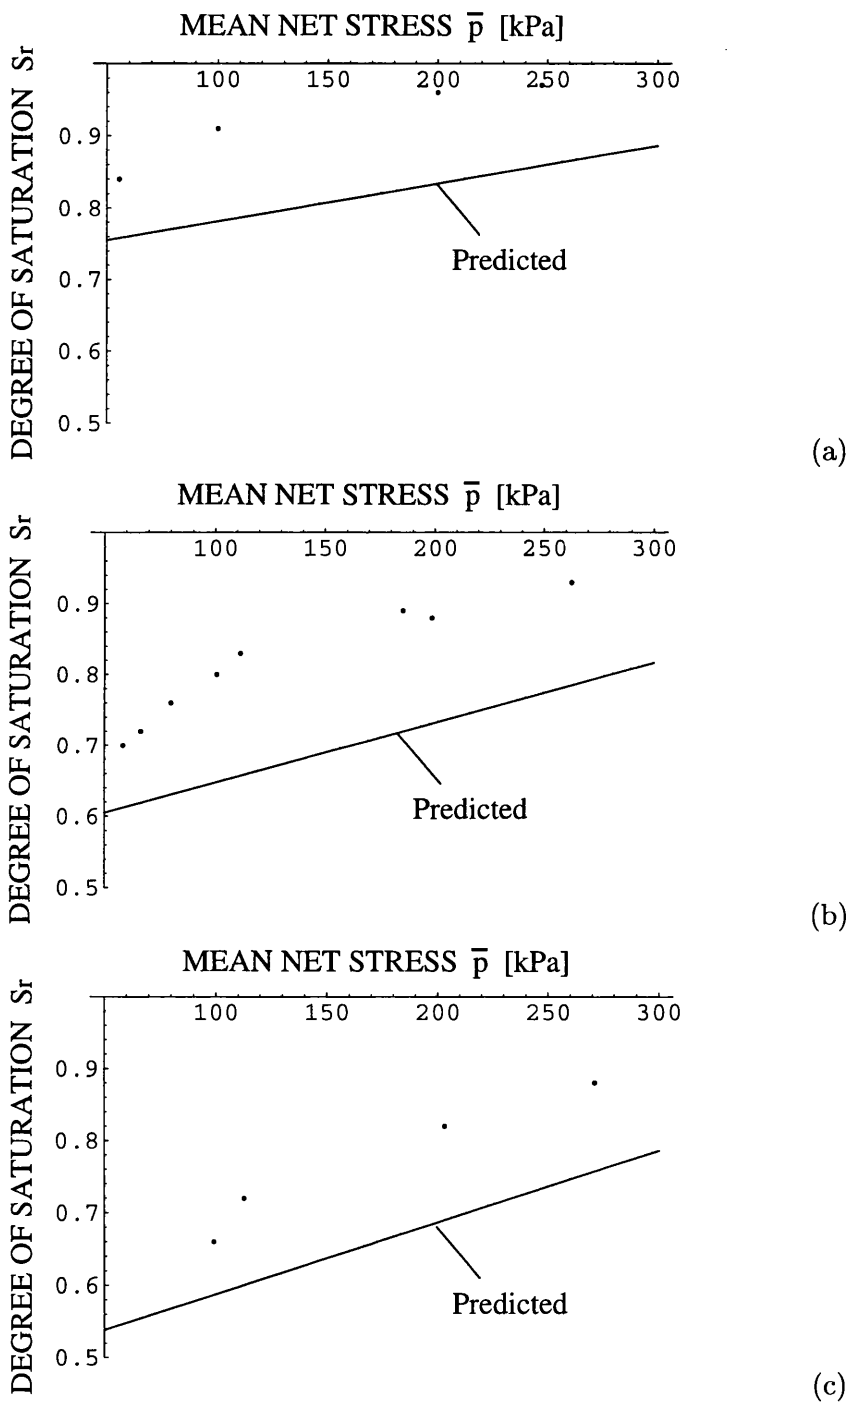 MEAN NET STRESS p̅ [kPa]
DEGREE OF SATURATION Sr
100 150 200 250 300
0.9
0.8
0.7
0.6
0.5
Predicted
(a)
MEAN NET STRESS p̅ [kPa]
DEGREE OF SATURATION Sr
100 150 200 250 300
0.9
0.8
0.7
0.6
0.5
Predicted
(b)
MEAN NET STRESS p̅ [kPa]
DEGREE OF SATURATION Sr
100 150 200 250 300
0.9
0.8
0.7
0.6
0.5
Predicted
(c)